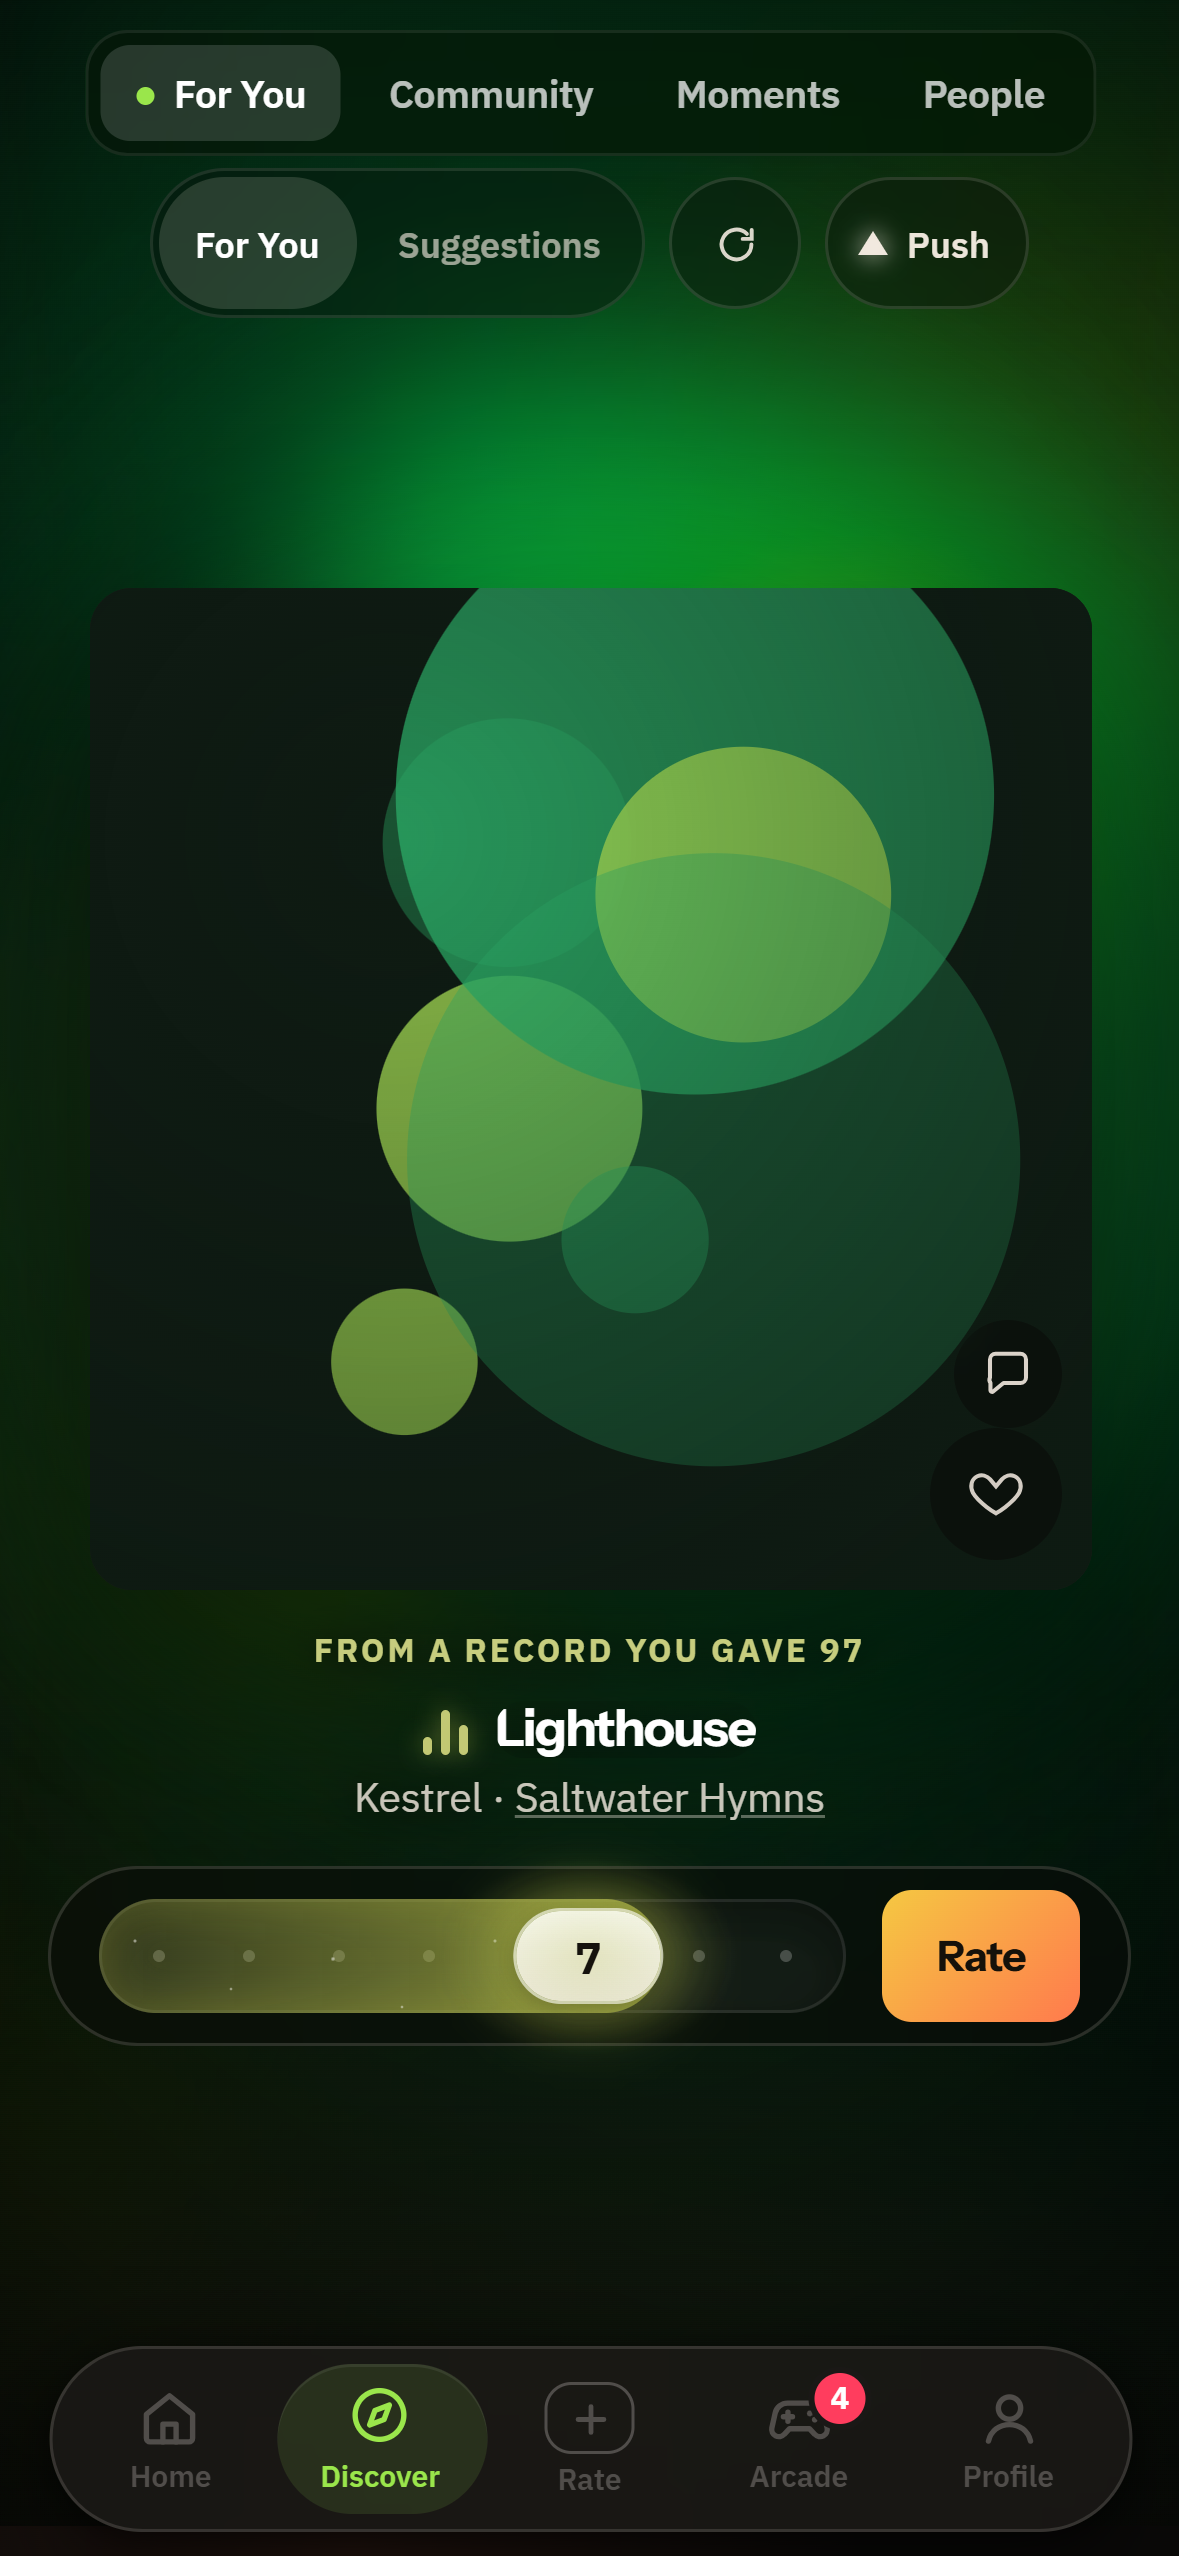 For You Community Moments People
For You Suggestions Push
FROM A RECORD YOU GAVE 97
Lighthouse
Kestrel · Saltwater Hymns
7 Rate
4
Home Discover Rate Arcade Profile